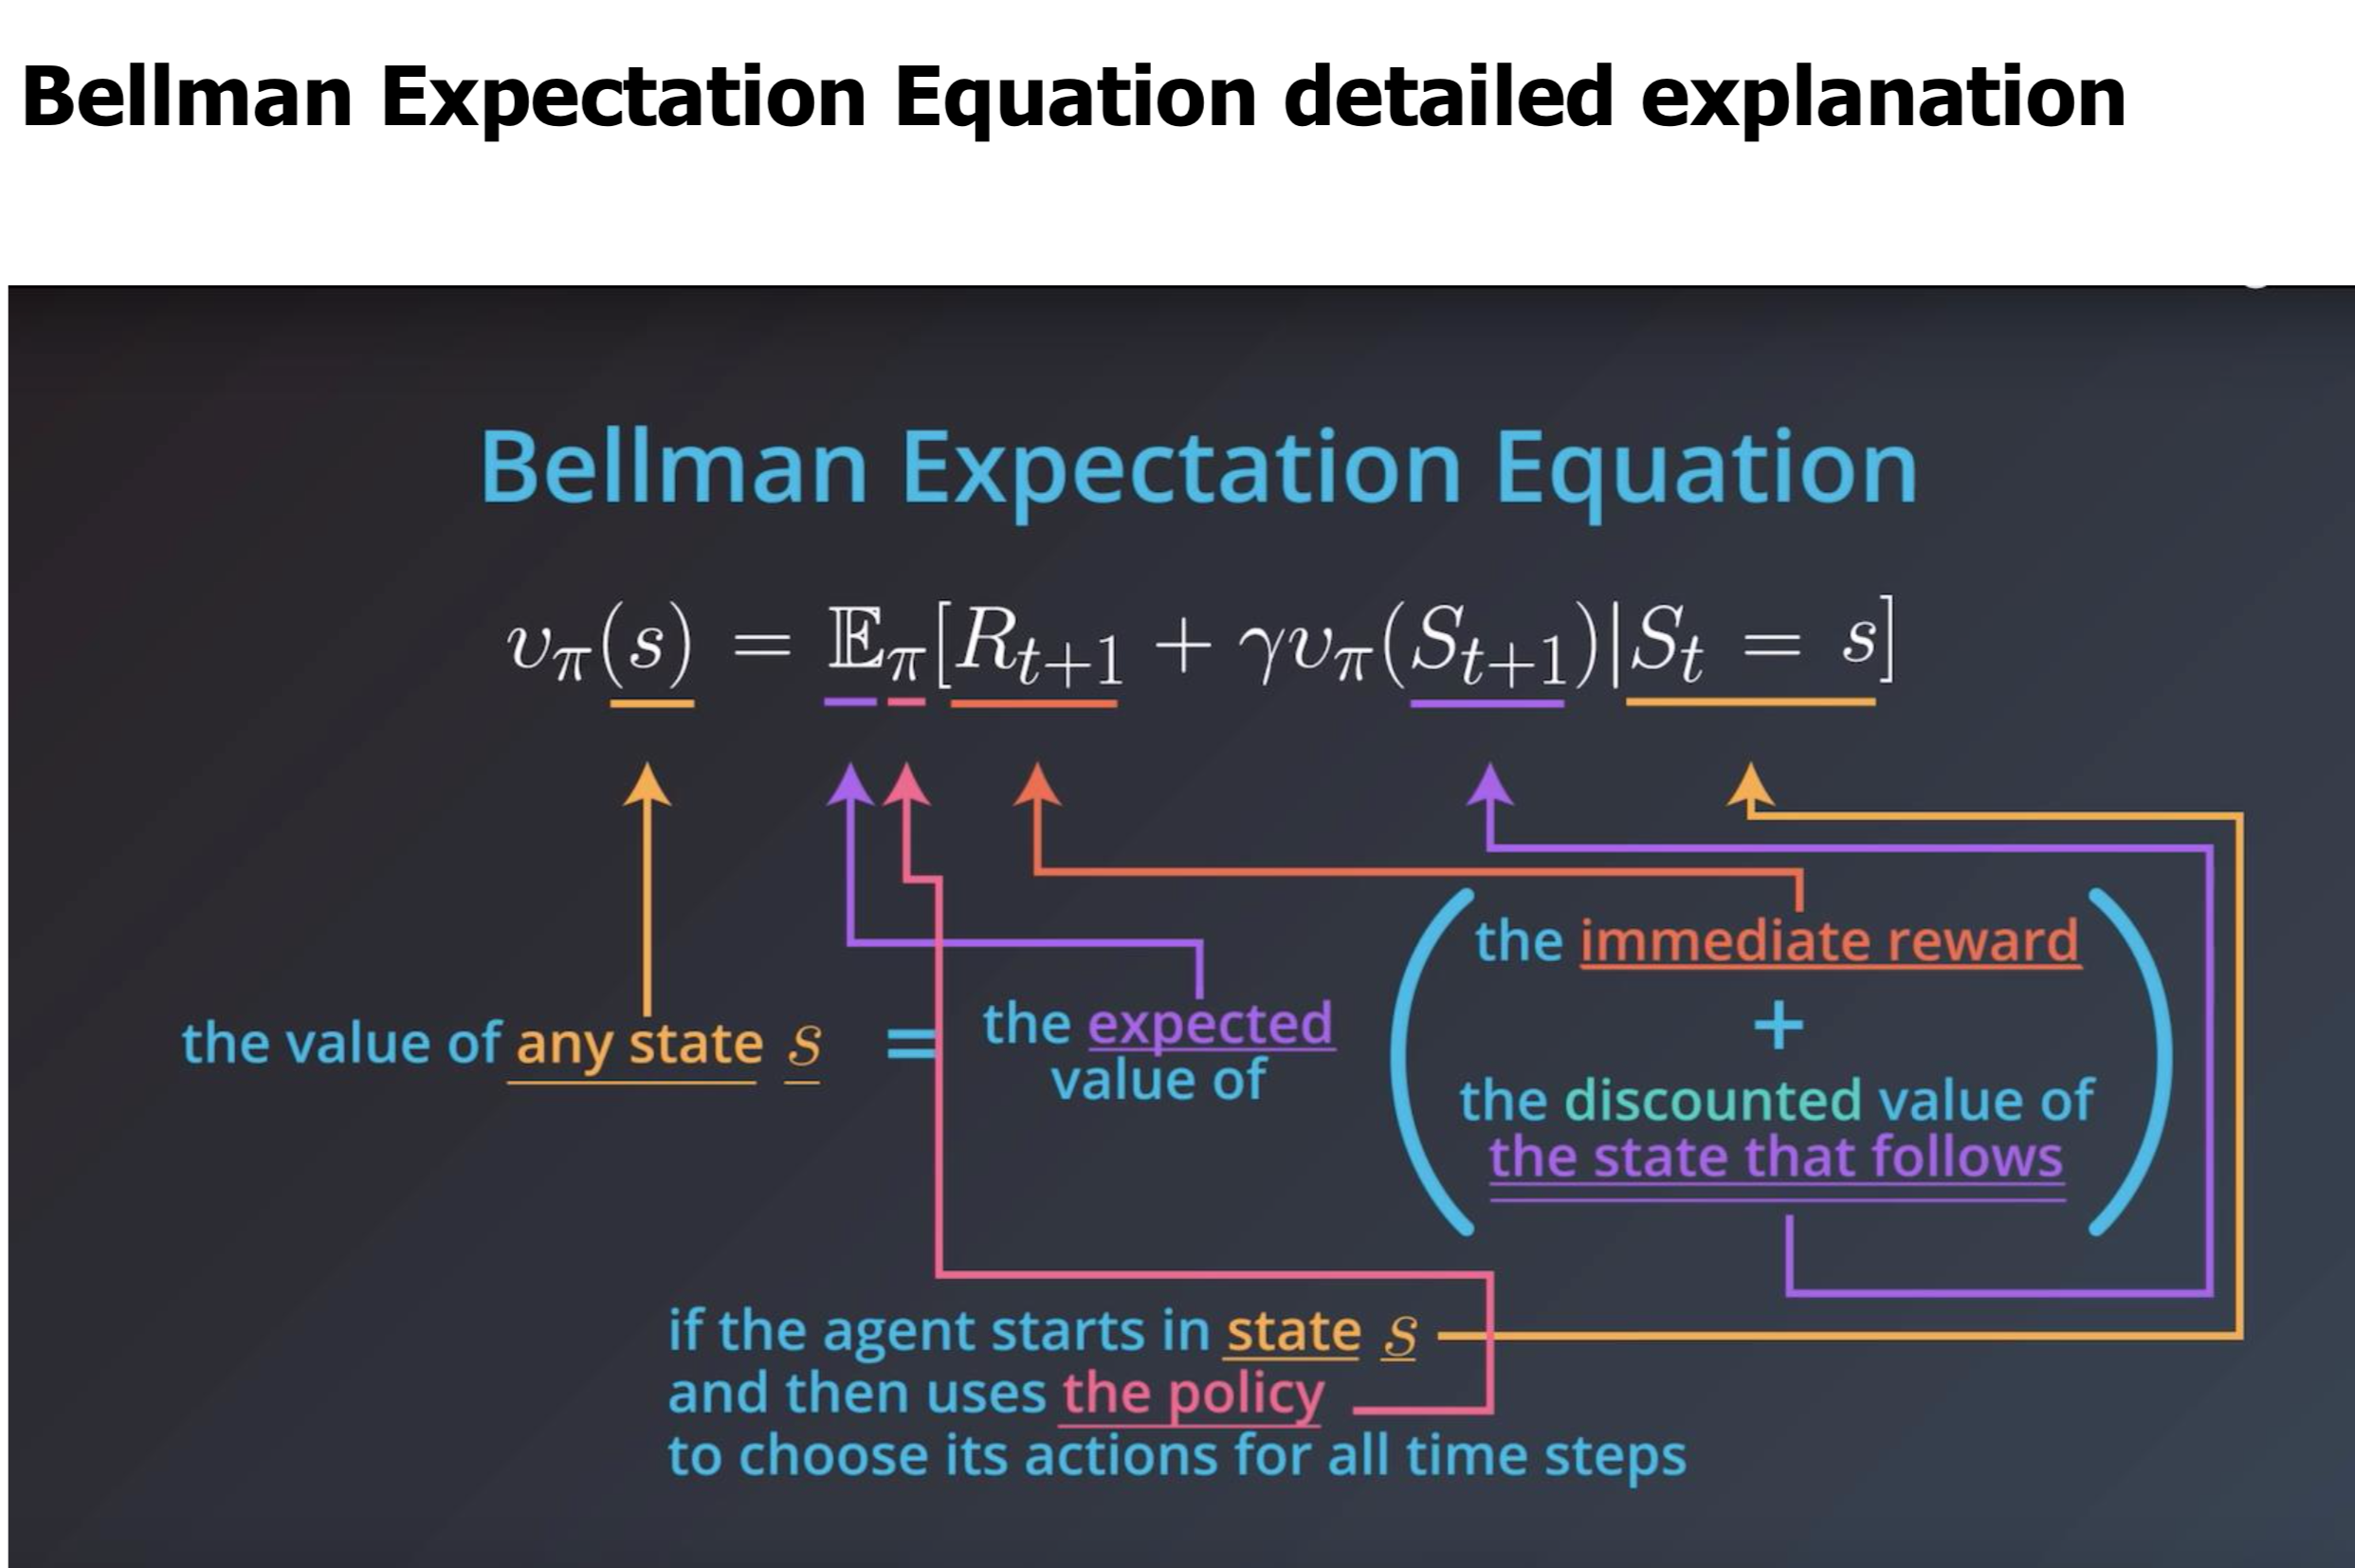 Bellman Expectation Equation detailed explanation
Bellman Expectation Equation
υπ(s) = 𝔼π[Rt+1 + γυπ(St+1)|St = s]
the immediate reward
+
the value of any state s = the expected
value of
the discounted value of
the state that follows
if the agent starts in state s
and then uses the policy
to choose its actions for all time steps